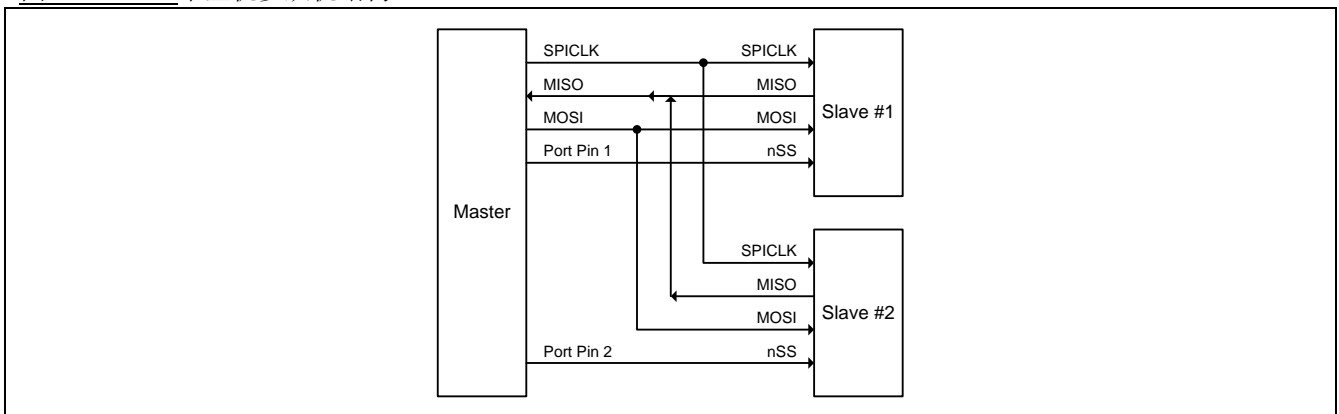 SPICLK SPICLK
MISO MISO
MOSI MOSI
Port Pin 1 nSS
Slave #1
Master
SPICLK
MISO
MOSI
Port Pin 2 nSS
Slave #2